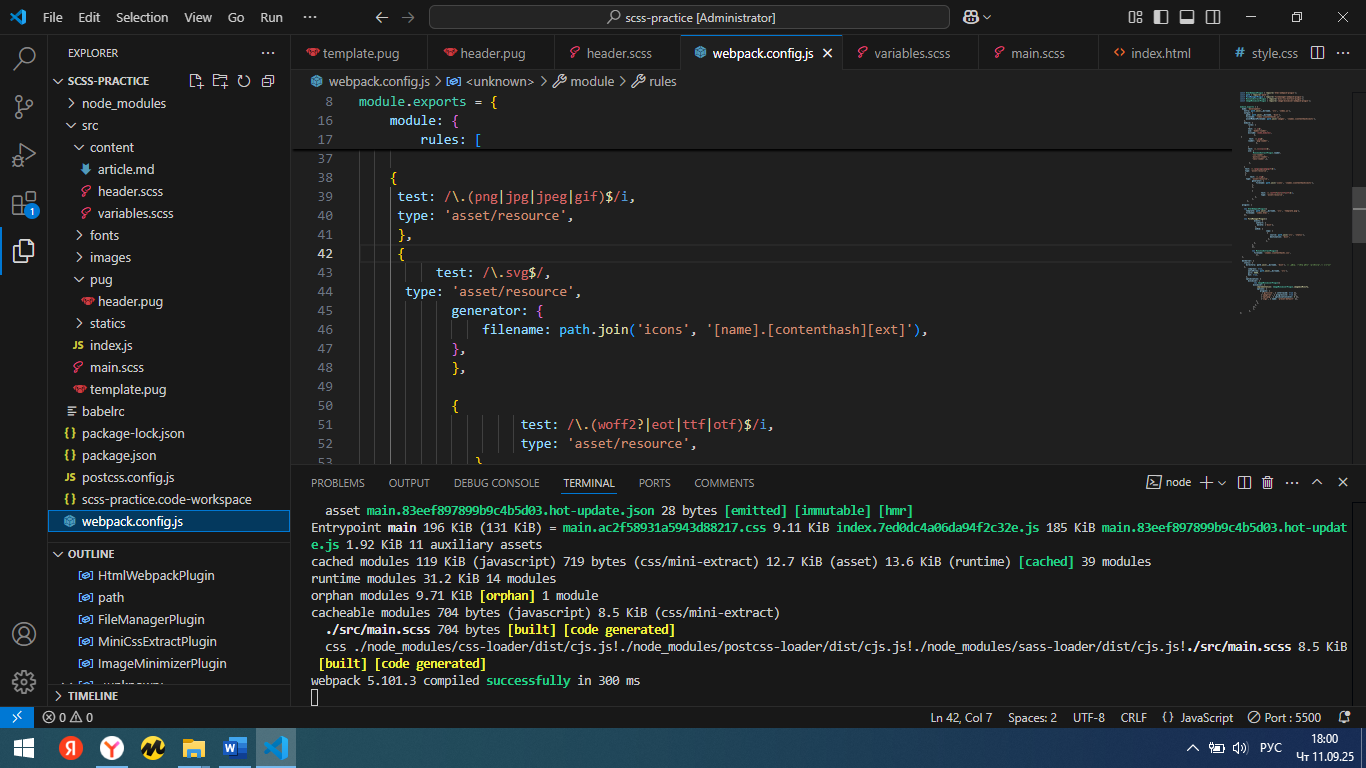 File Edit Selection View Go Run ··· scss-practice [Administrator]
EXPLORER
SCSS-PRACTICE
node_modules
src
content
article.md
header.scss
variables.scss
fonts
images
pug
header.pug
statics
index.js
main.scss
template.pug
babelrc
package-lock.json
package.json
postcss.config.js
scss-practice.code-workspace
webpack.config.js
OUTLINE
HtmlWebpackPlugin
path
FileManagerPlugin
MiniCssExtractPlugin
ImageMinimizerPlugin
TIMELINE
1
template.pug header.pug header.scss webpack.config.js variables.scss main.scss index.html # style.css
webpack.config.js > <unknown> > module > rules
8 module.exports = {
16 module: {
17 rules: [
37
38 {
39 test: /\.(png|jpg|jpeg|gif)$/i,
40 type: 'asset/resource',
41 },
42 {
43 test: /\.svg$/,
44 type: 'asset/resource',
45 generator: {
46 filename: path.join('icons', '[name].[contenthash][ext]'),
47 },
48 },
49
50 {
51 test: /\.(woff2?|eot|ttf|otf)$/i,
52 type: 'asset/resource',
53 }
PROBLEMS OUTPUT DEBUG CONSOLE TERMINAL PORTS COMMENTS node
asset main.83eef897899b9c4b5d03.hot-update.json 28 bytes [emitted] [immutable] [hmr]
Entrypoint main 196 KiB (131 KiB) = main.ac2f58931a5943d88217.css 9.11 KiB index.7ed0dc4a06da94f2c32e.js 185 KiB main.83eef897899b9c4b5d03.hot-updat
e.js 1.92 KiB 11 auxiliary assets
cached modules 119 KiB (javascript) 719 bytes (css/mini-extract) 12.7 KiB (asset) 13.6 KiB (runtime) [cached] 39 modules
runtime modules 31.2 KiB 14 modules
orphan modules 9.71 KiB [orphan] 1 module
cacheable modules 704 bytes (javascript) 8.5 KiB (css/mini-extract)
./src/main.scss 704 bytes [built] [code generated]
css ./node_modules/css-loader/dist/cjs.js!./node_modules/postcss-loader/dist/cjs.js!./node_modules/sass-loader/dist/cjs.js!./src/main.scss 8.5 KiB
[built] [code generated]
webpack 5.101.3 compiled successfully in 300 ms
0 0 Ln 42, Col 7 Spaces: 2 UTF-8 CRLF {} JavaScript Port : 5500
Я Y W РУС 18:00
Чт 11.09.25